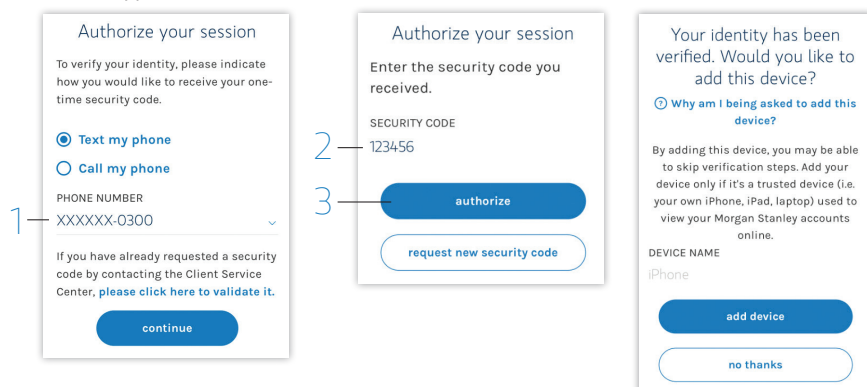 Authorize your session
To verify your identity, please indicate
how you would like to receive your one-
time security code.
Text my phone
Call my phone
PHONE NUMBER
1
XXXXXX-0300
If you have already requested a security
code by contacting the Client Service
Center, please click here to validate it.
continue
Authorize your session
Enter the security code you
received.
SECURITY CODE
2
123456
3
authorize
request new security code
Your identity has been
verified. Would you like to
add this device?
? Why am I being asked to add this
device?
By adding this device, you may be able
to skip verification steps. Add your
device only if it's a trusted device (i.e.
your own iPhone, iPad, laptop) used to
view your Morgan Stanley accounts
online.
DEVICE NAME
iPhone
add device
no thanks